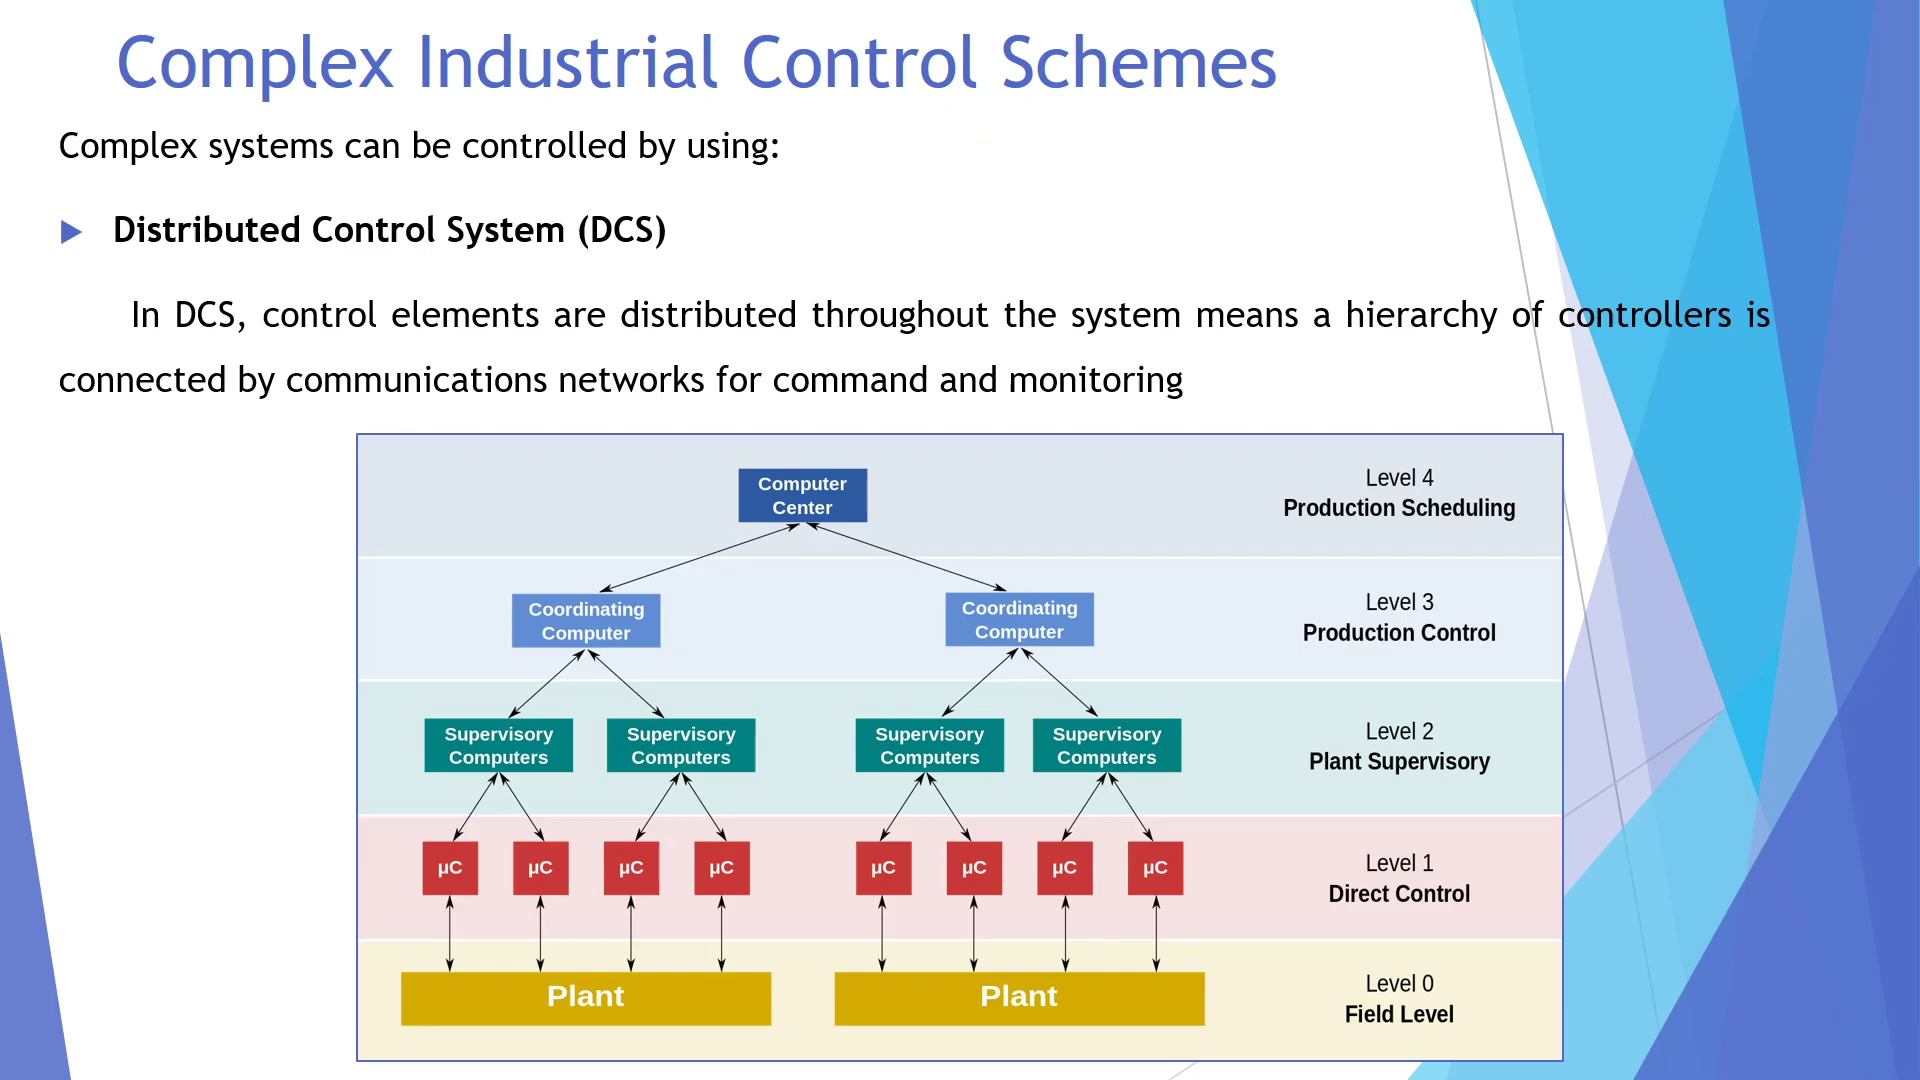 Complex Industrial Control Schemes
Complex systems can be controlled by using:
Distributed Control System (DCS)
In DCS, control elements are distributed throughout the system means a hierarchy of controllers is
connected by communications networks for command and monitoring
Computer
Center
Level 4
Production Scheduling
Coordinating
Computer
Coordinating
Computer
Level 3
Production Control
Supervisory
Computers
Supervisory
Computers
Supervisory
Computers
Supervisory
Computers
Level 2
Plant Supervisory
µC
µC
µC
µC
µC
µC
µC
µC
Level 1
Direct Control
Plant
Plant
Level 0
Field Level